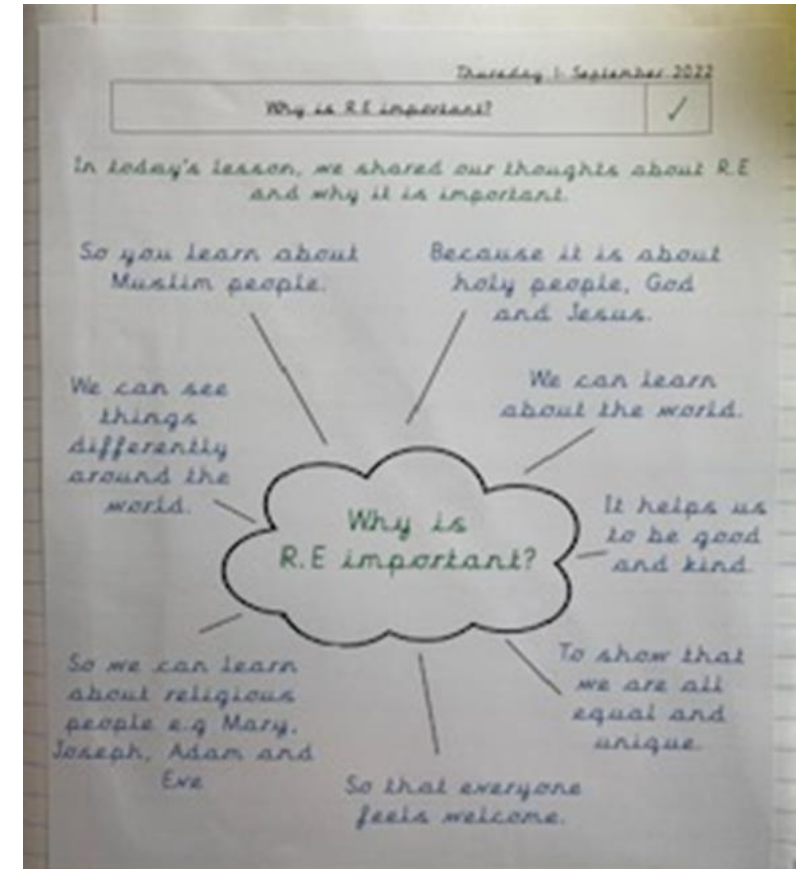 Thursday 1 September 2022
Why is R.E important?
In today's lesson, we shared our thoughts about R.E
and why it is important.
So you learn about
Muslim people.
Because it is about
holy people, God
and Jesus.
We can see
things
differently
around the
world.
We can learn
about the world.
Why is
R.E important?
It helps us
to be good
and kind
So we can learn
about religious
people e.g Mary,
Joseph, Adam and
Eve
To show that
we are all
equal and
unique.
So that everyone
feels welcome.